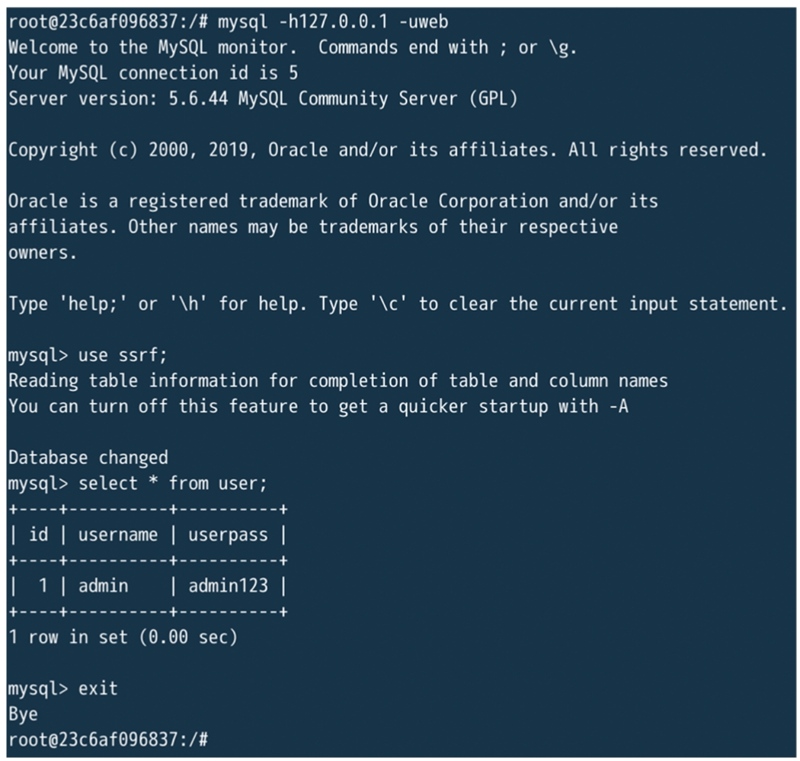 root@23c6af096837:/# mysql -h127.0.0.1 -uweb
Welcome to the MySQL monitor.  Commands end with ; or \g.
Your MySQL connection id is 5
Server version: 5.6.44 MySQL Community Server (GPL)

Copyright (c) 2000, 2019, Oracle and/or its affiliates. All rights reserved.

Oracle is a registered trademark of Oracle Corporation and/or its
affiliates. Other names may be trademarks of their respective
owners.

Type 'help;' or '\h' for help. Type '\c' to clear the current input statement.

mysql> use ssrf;
Reading table information for completion of table and column names
You can turn off this feature to get a quicker startup with -A

Database changed
mysql> select * from user;
+----+----------+----------+
| id | username | userpass |
+----+----------+----------+
|  1 | admin    | admin123 |
+----+----------+----------+
1 row in set (0.00 sec)

mysql> exit
Bye
root@23c6af096837:/#